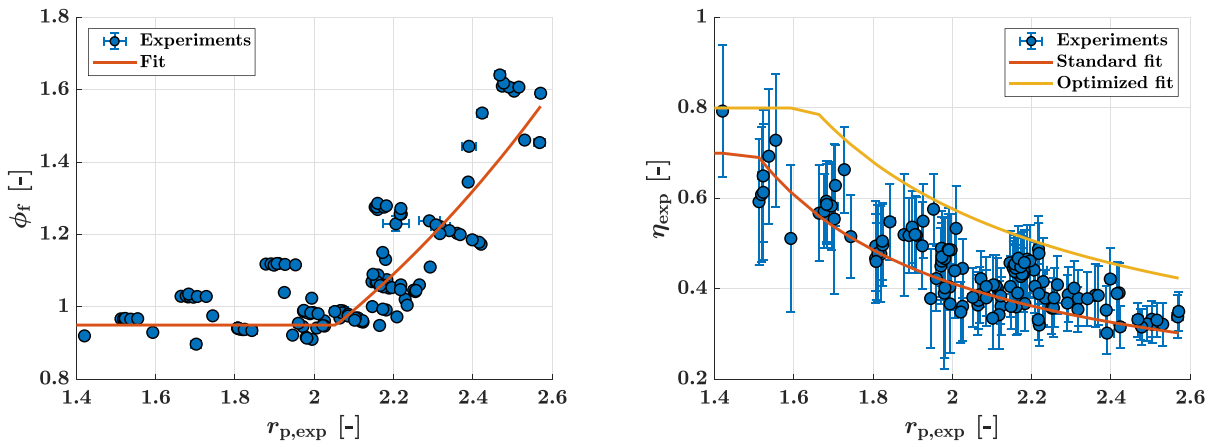 1.8
1.6
1.4
1.2
1
0.8
ϕf [-]
Experiments
Fit
1.4 1.6 1.8 2 2.2 2.4 2.6
rp,exp [-]
1
0.8
0.6
0.4
0.2
ηexp [-]
Experiments
Standard fit
Optimized fit
1.4 1.6 1.8 2 2.2 2.4 2.6
rp,exp [-]